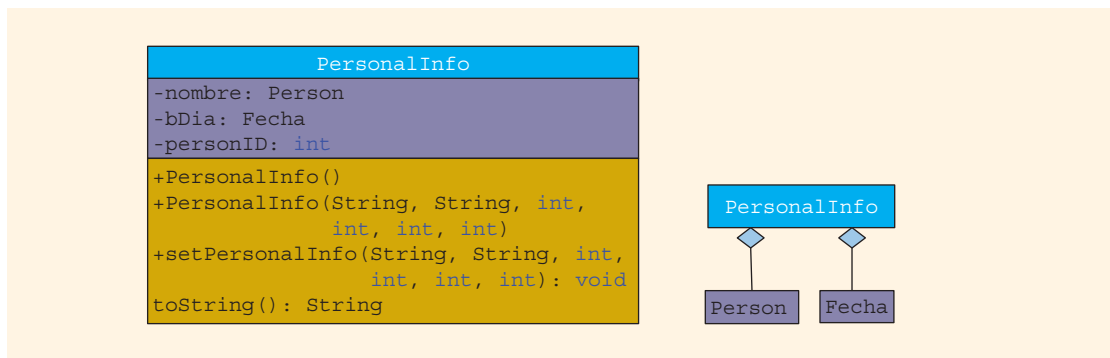 PersonalInfo
-nombre: Person
-bDia: Fecha
-personID: int
+PersonalInfo()
+PersonalInfo(String, String, int,
int, int, int)
+setPersonalInfo(String, String, int,
int, int, int): void
toString(): String
PersonalInfo
Person
Fecha